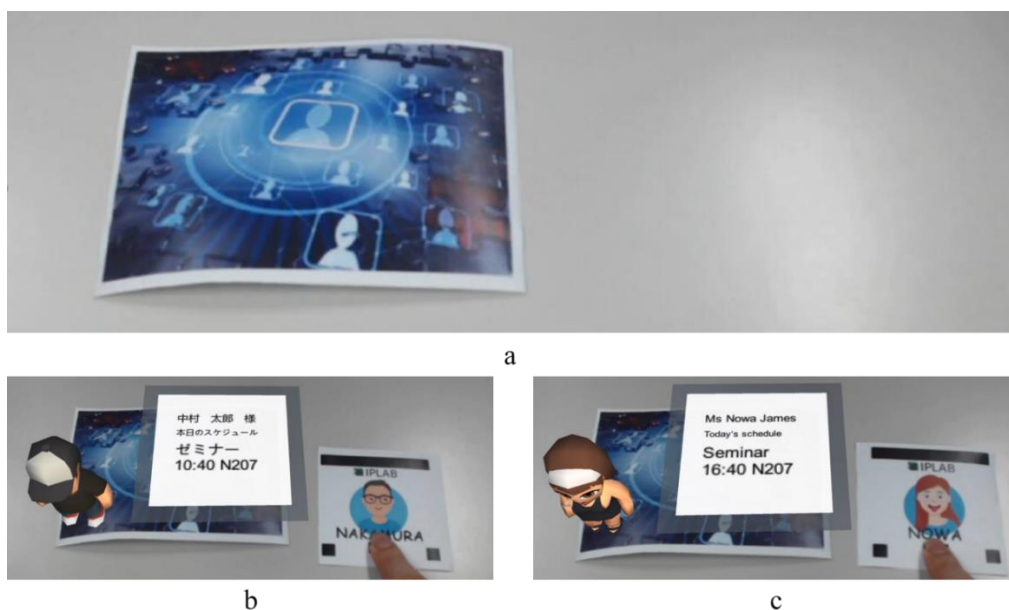 a
中村 太郎 様
本日のスケジュール
ゼミナー
10:40 N207
IPLAB
NAKAMURA
b
Ms Nowa James
Today's schedule
Seminar
16:40 N207
IPLAB
NOWA
c